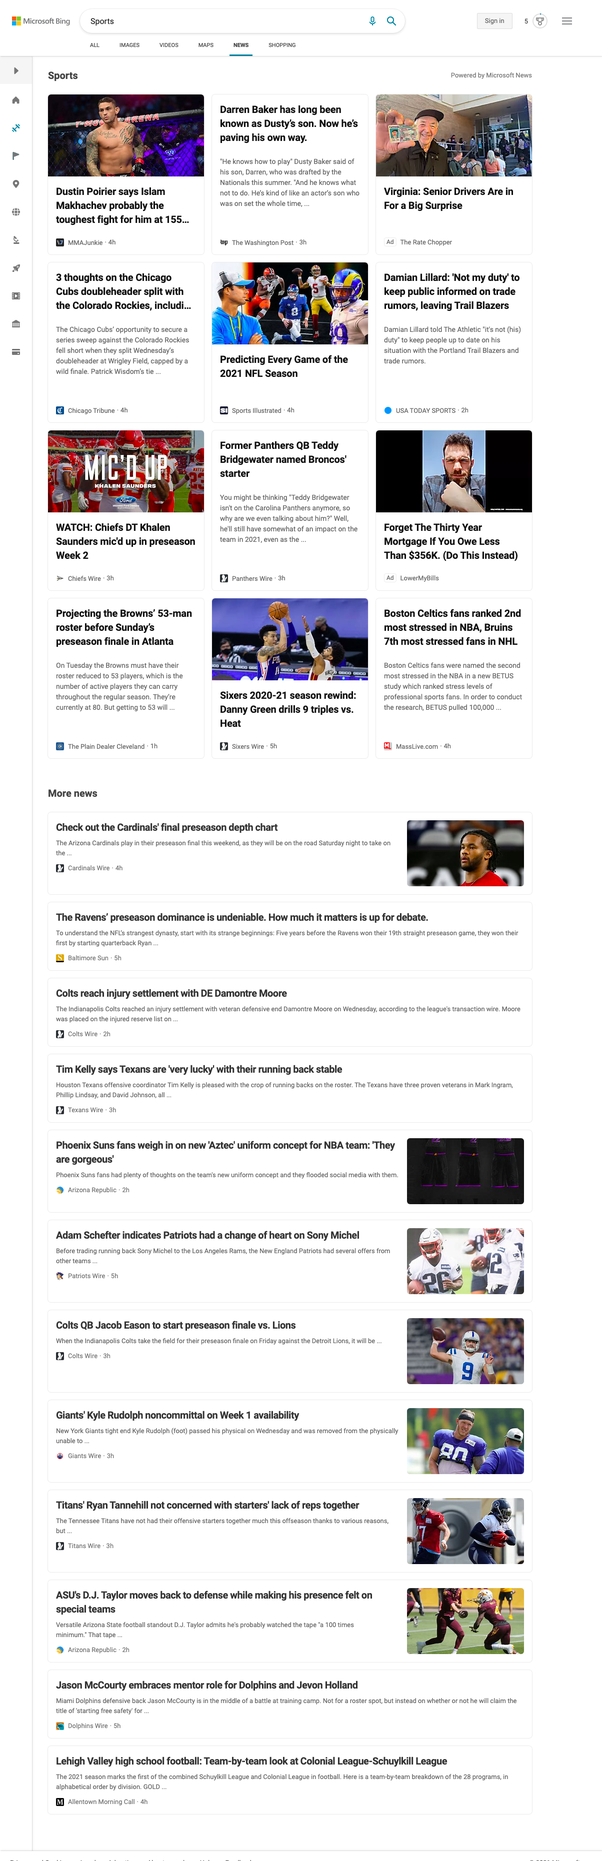 Microsoft Bing
Sports
Sign in
5
ALL
IMAGES
VIDEOS
MAPS
NEWS
SHOPPING
Sports
Powered by Microsoft News
Dustin Poirier says Islam
Makhachev probably the
toughest fight for him at 155...
MMAJunkie · 4h
Darren Baker has long been
known as Dusty's son. Now he's
paving his own way.
"He knows how to play" Dusty Baker said of
his son, Darren, who was drafted by the
Nationals this summer. "And he knows what
not to do. He's kind of like an actor's son who
was on set the whole time, ...
wp The Washington Post · 3h
Virginia: Senior Drivers Are in
For a Big Surprise
Ad The Rate Chopper
3 thoughts on the Chicago
Cubs doubleheader split with
the Colorado Rockies, includi...
The Chicago Cubs' opportunity to secure a
series sweep against the Colorado Rockies
fell short when they split Wednesday's
doubleheader at Wrigley Field, capped by a
wild finale. Patrick Wisdom's tie ...
Chicago Tribune · 4h
Predicting Every Game of the
2021 NFL Season
SI Sports Illustrated · 4h
Damian Lillard: 'Not my duty' to
keep public informed on trade
rumors, leaving Trail Blazers
Damian Lillard told The Athletic "it's not (his)
duty" to keep people up to date on his
situation with the Portland Trail Blazers and
trade rumors.
USA TODAY SPORTS · 2h
MIC'D UP
KHALEN SAUNDERS
Ford
WATCH: Chiefs DT Khalen
Saunders mic'd up in preseason
Week 2
Chiefs Wire · 3h
Former Panthers QB Teddy
Bridgewater named Broncos'
starter
You might be thinking "Teddy Bridgewater
isn't on the Carolina Panthers anymore, so
why are we even talking about him?" Well,
he'll still have somewhat of an impact on the
team in 2021, even as the ...
Panthers Wire · 3h
Forget The Thirty Year
Mortgage If You Owe Less
Than $356K. (Do This Instead)
Ad LowerMyBills
Projecting the Browns' 53-man
roster before Sunday's
preseason finale in Atlanta
On Tuesday the Browns must have their
roster reduced to 53 players, which is the
number of active players they can carry
throughout the regular season. They're
currently at 80. But getting to 53 will ...
The Plain Dealer Cleveland · 1h
Sixers 2020-21 season rewind:
Danny Green drills 9 triples vs.
Heat
Sixers Wire · 5h
Boston Celtics fans ranked 2nd
most stressed in NBA, Bruins
7th most stressed fans in NHL
Boston Celtics fans were named the second
most stressed in the NBA in a new BETUS
study which ranked stress levels of
professional sports fans. In order to conduct
the research, BETUS pulled 100,000 ...
MassLive.com · 4h
More news
Check out the Cardinals' final preseason depth chart
The Arizona Cardinals play in their preseason final this weekend, as they will be on the road Saturday night to take on
the ...
Cardinals Wire · 4h
The Ravens' preseason dominance is undeniable. How much it matters is up for debate.
To understand the NFL's strangest dynasty, start with its strange beginnings: Five years before the Ravens won their 19th straight preseason game, they won their
first by starting quarterback Ryan ...
Baltimore Sun · 5h
Colts reach injury settlement with DE Damontre Moore
The Indianapolis Colts reached an injury settlement with veteran defensive end Damontre Moore on Wednesday, according to the league's transaction wire. Moore
was placed on the injured reserve list on ...
Colts Wire · 2h
Tim Kelly says Texans are 'very lucky' with their running back stable
Houston Texans offensive coordinator Tim Kelly is pleased with the crop of running backs on the roster. The Texans have three proven veterans in Mark Ingram,
Phillip Lindsay, and David Johnson, all ...
Texans Wire · 3h
Phoenix Suns fans weigh in on new 'Aztec' uniform concept for NBA team: 'They
are gorgeous'
Phoenix Suns fans had plenty of thoughts on the team's new uniform concept and they flooded social media with them.
Arizona Republic · 2h
Adam Schefter indicates Patriots had a change of heart on Sony Michel
Before trading running back Sony Michel to the Los Angeles Rams, the New England Patriots had several offers from
other teams ...
Patriots Wire · 5h
Colts QB Jacob Eason to start preseason finale vs. Lions
When the Indianapolis Colts take the field for their preseason finale on Friday against the Detroit Lions, it will be ...
Colts Wire · 3h
Giants' Kyle Rudolph noncommittal on Week 1 availability
New York Giants tight end Kyle Rudolph (foot) passed his physical on Wednesday and was removed from the physically
unable to ...
Giants Wire · 3h
Titans' Ryan Tannehill not concerned with starters' lack of reps together
The Tennessee Titans have not had their offensive starters together much this offseason thanks to various reasons,
but ...
Titans Wire · 3h
ASU's D.J. Taylor moves back to defense while making his presence felt on
special teams
Versatile Arizona State football standout D.J. Taylor admits he's probably watched the tape "a 100 times
minimum." That tape ...
Arizona Republic · 2h
Jason McCourty embraces mentor role for Dolphins and Jevon Holland
Miami Dolphins defensive back Jason McCourty is in the middle of a battle at training camp. Not for a roster spot, but instead on whether or not he will claim the
title of 'starting free safety' for ...
Dolphins Wire · 5h
Lehigh Valley high school football: Team-by-team look at Colonial League-Schuylkill League
The 2021 season marks the first of the combined Schuylkill League and Colonial League in football. Here is a team-by-team breakdown of the 28 programs, in
alphabetical order by division. GOLD ...
Allentown Morning Call · 4h